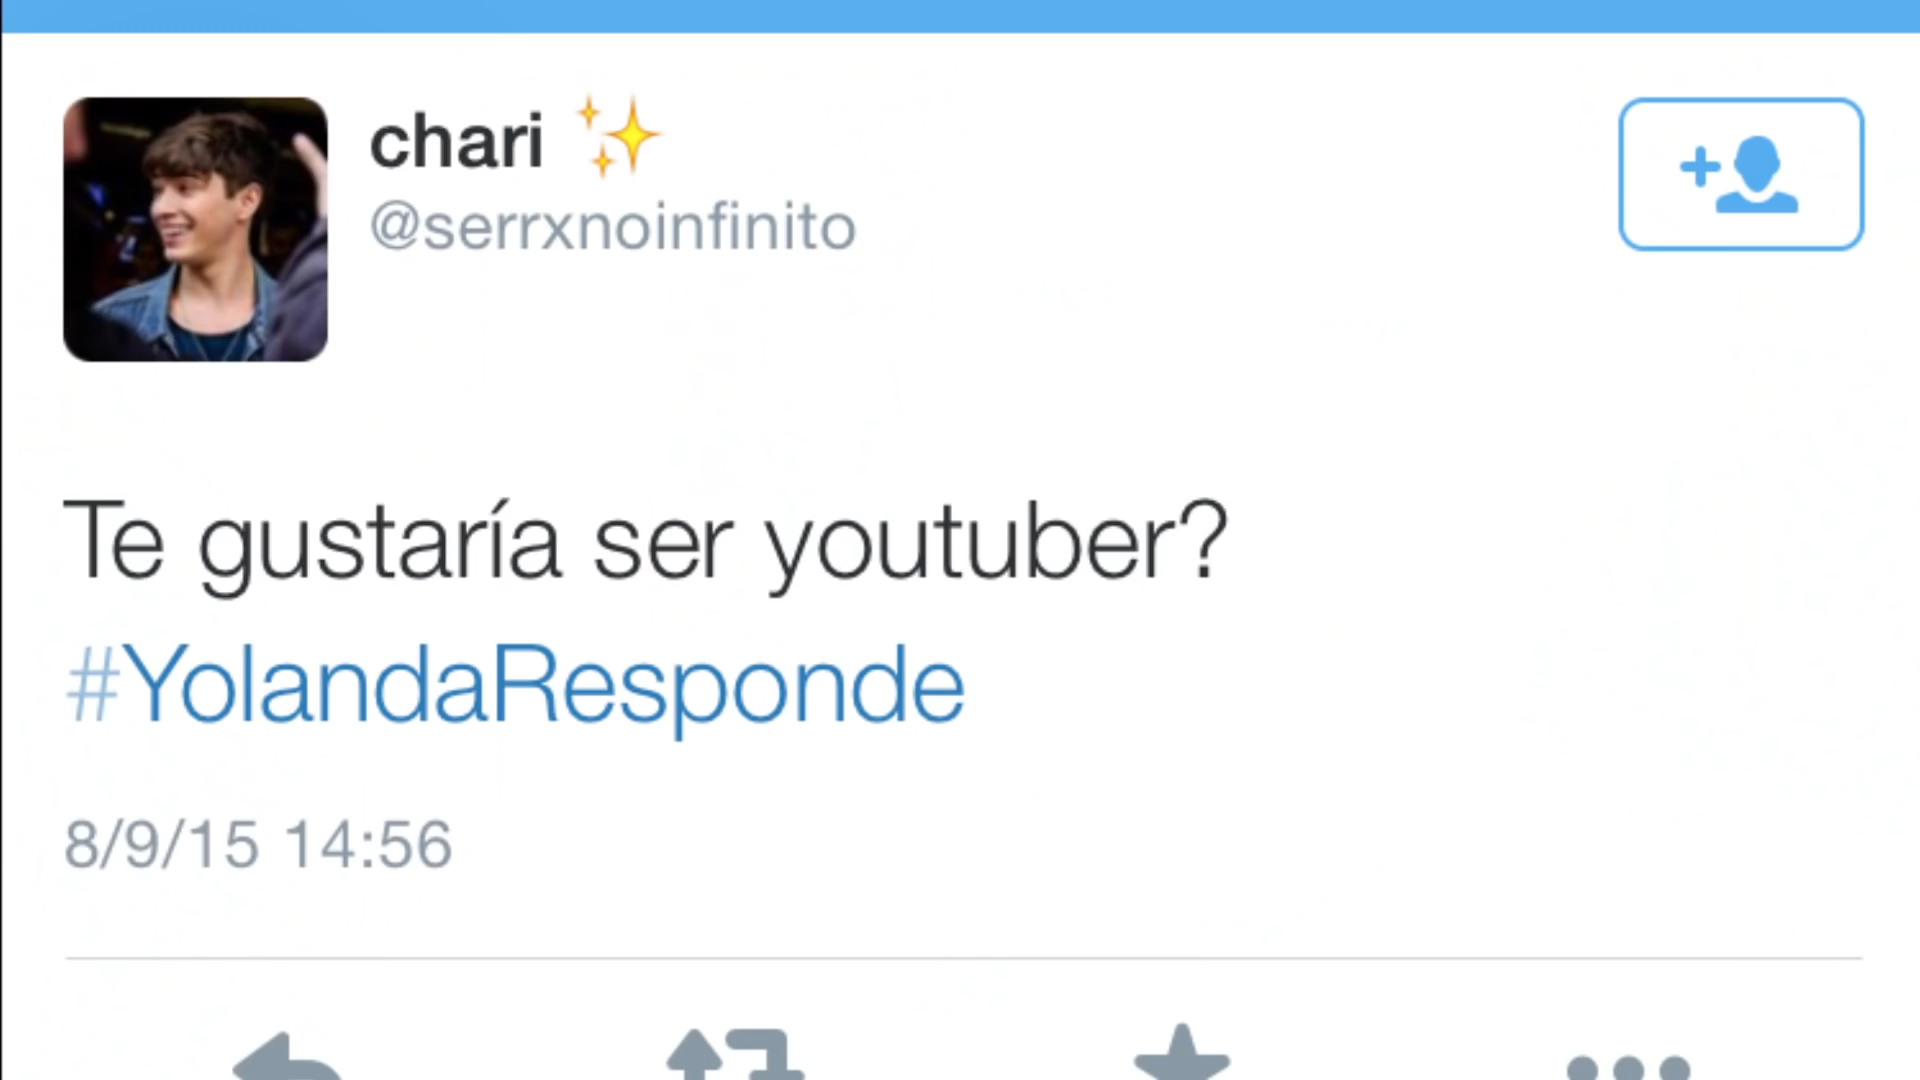 chari ✨
@serrxnoinfinito
Te gustaría ser youtuber?
#YolandaResponde
8/9/15 14:56